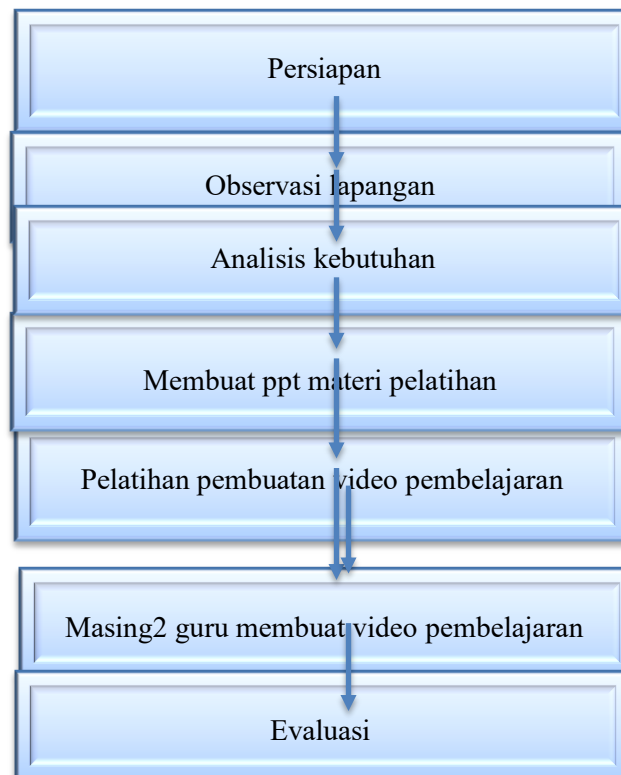 Persiapan
Observasi lapangan
Analisis kebutuhan
Membuat ppt materi pelatihan
Pelatihan pembuatan video pembelajaran
Masing2 guru membuat video pembelajaran
Evaluasi